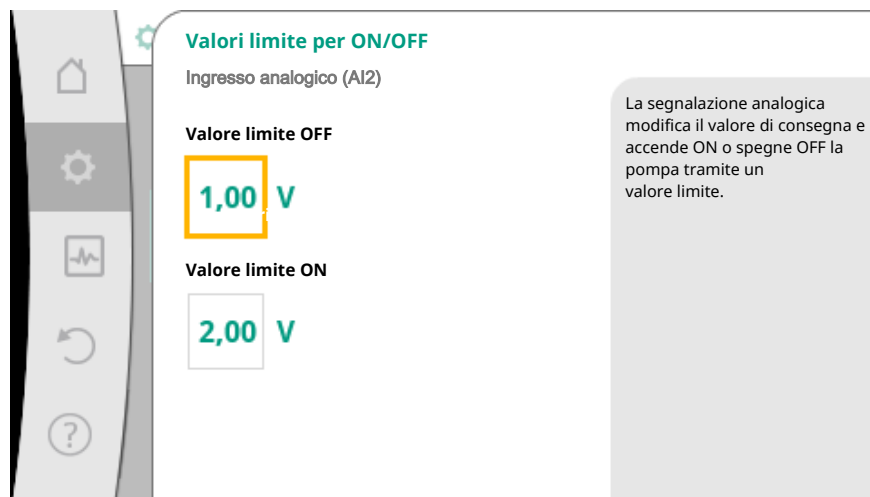 Valori limite per ON/OFF
Ingresso analogico (AI2)
Valore limite OFF
1,00 V
Valore limite ON
2,00 V
La segnalazione analogica
modifica il valore di consegna e
accende ON o spegne OFF la
pompa tramite un
valore limite.
?